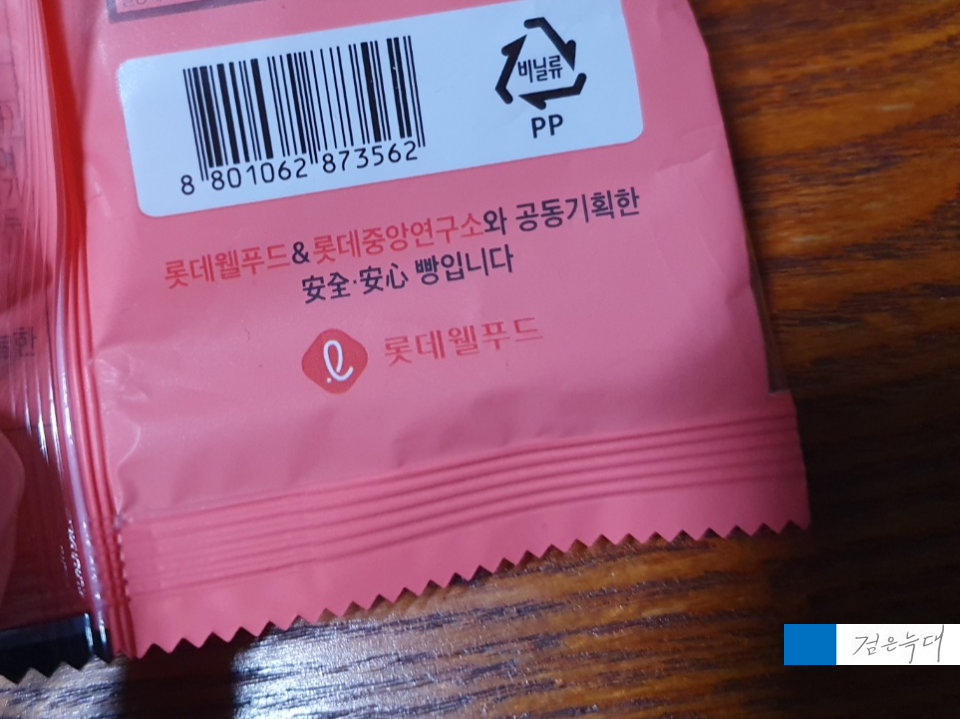 비닐류
PP
8 801062 873562
롯데웰푸드&롯데중앙연구소와 공동기획한
安全·安心 빵입니다
롯데웰푸드
검은늑대